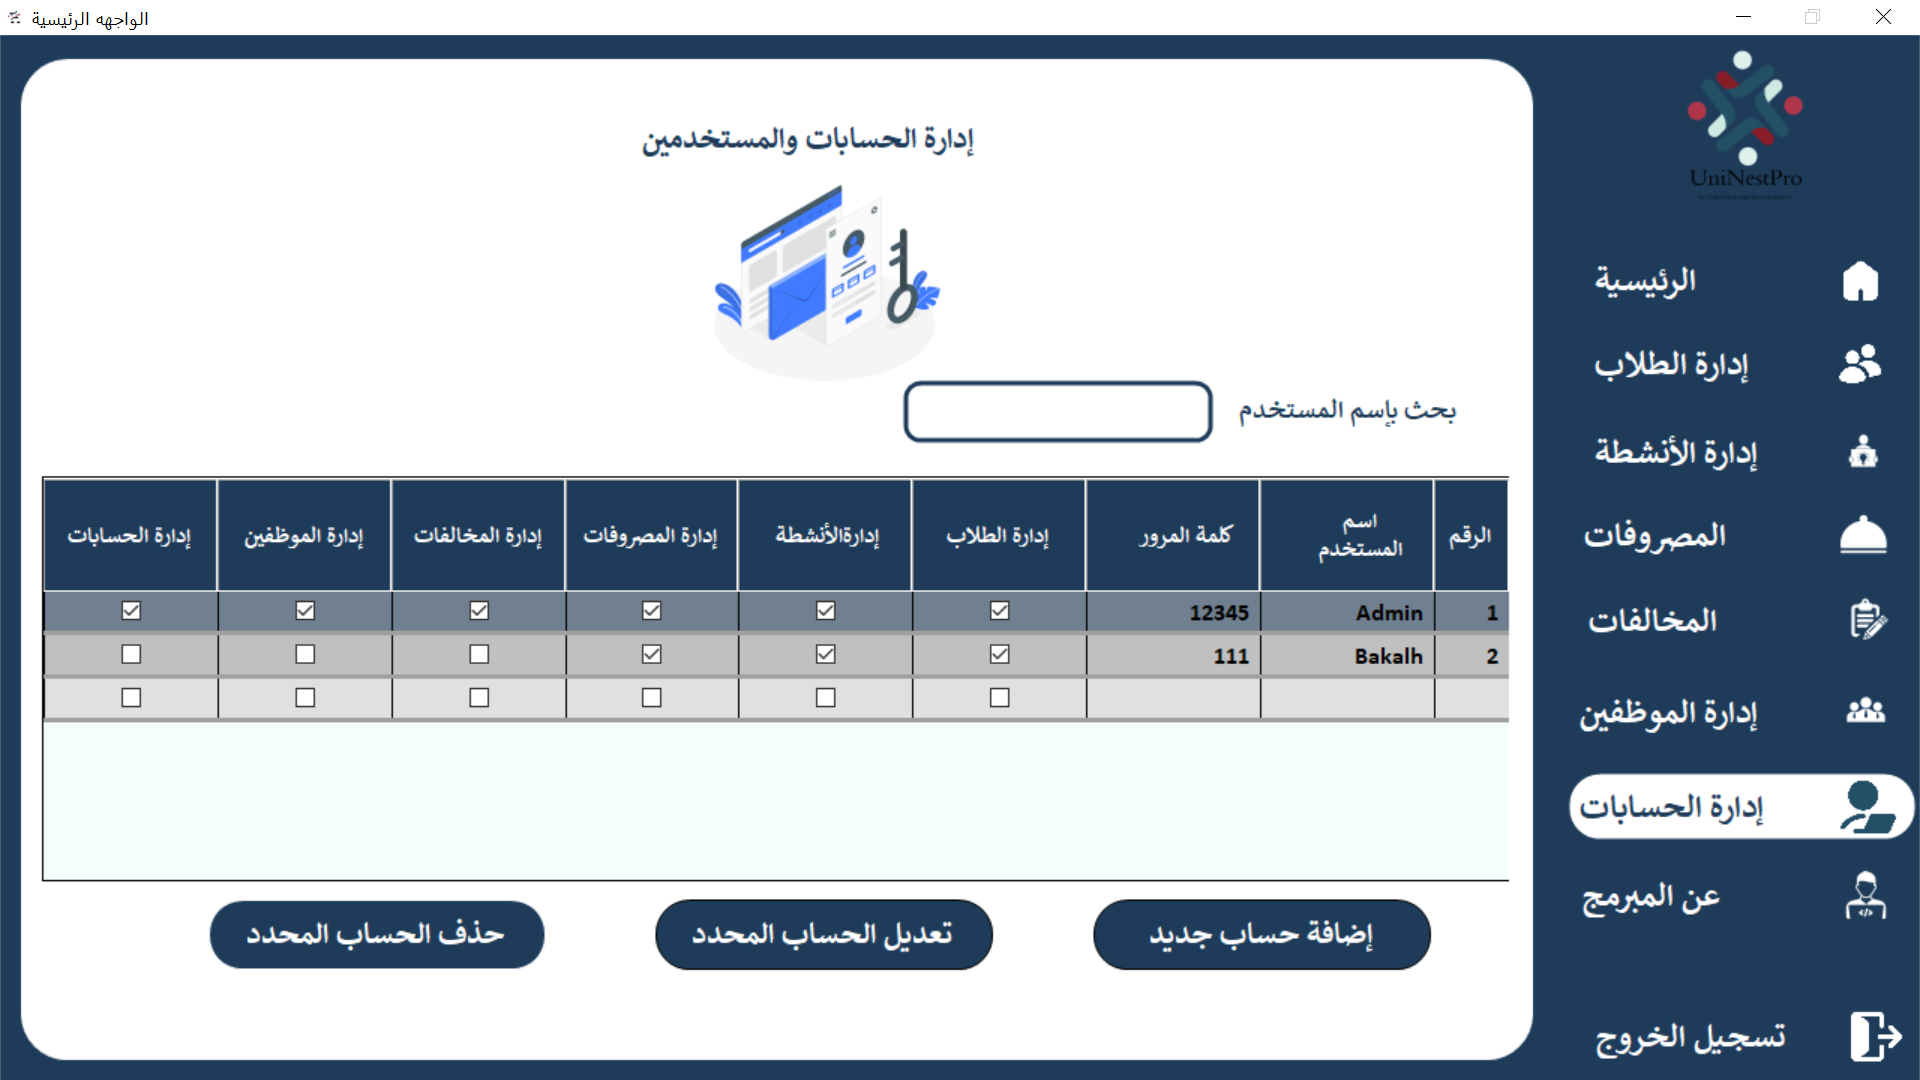 الواجهه الرئيسية
UniNestPro
الرئيسية
إدارة الطلاب
إدارة الأنشطة
المصروفات
المخالفات
إدارة الموظفين
إدارة الحسابات
عن المبرمج
تسجيل الخروج
إدارة الحسابات والمستخدمين
بحث بإسم المستخدم
الرقم اسم المستخدم كلمة المرور إدارة الطلاب إدارةالأنشطة إدارة المصروفات إدارة المخالفات إدارة الموظفين إدارة الحسابات
1 Admin 12345
2 Bakalh 111
إضافة حساب جديد
تعديل الحساب المحدد
حذف الحساب المحدد